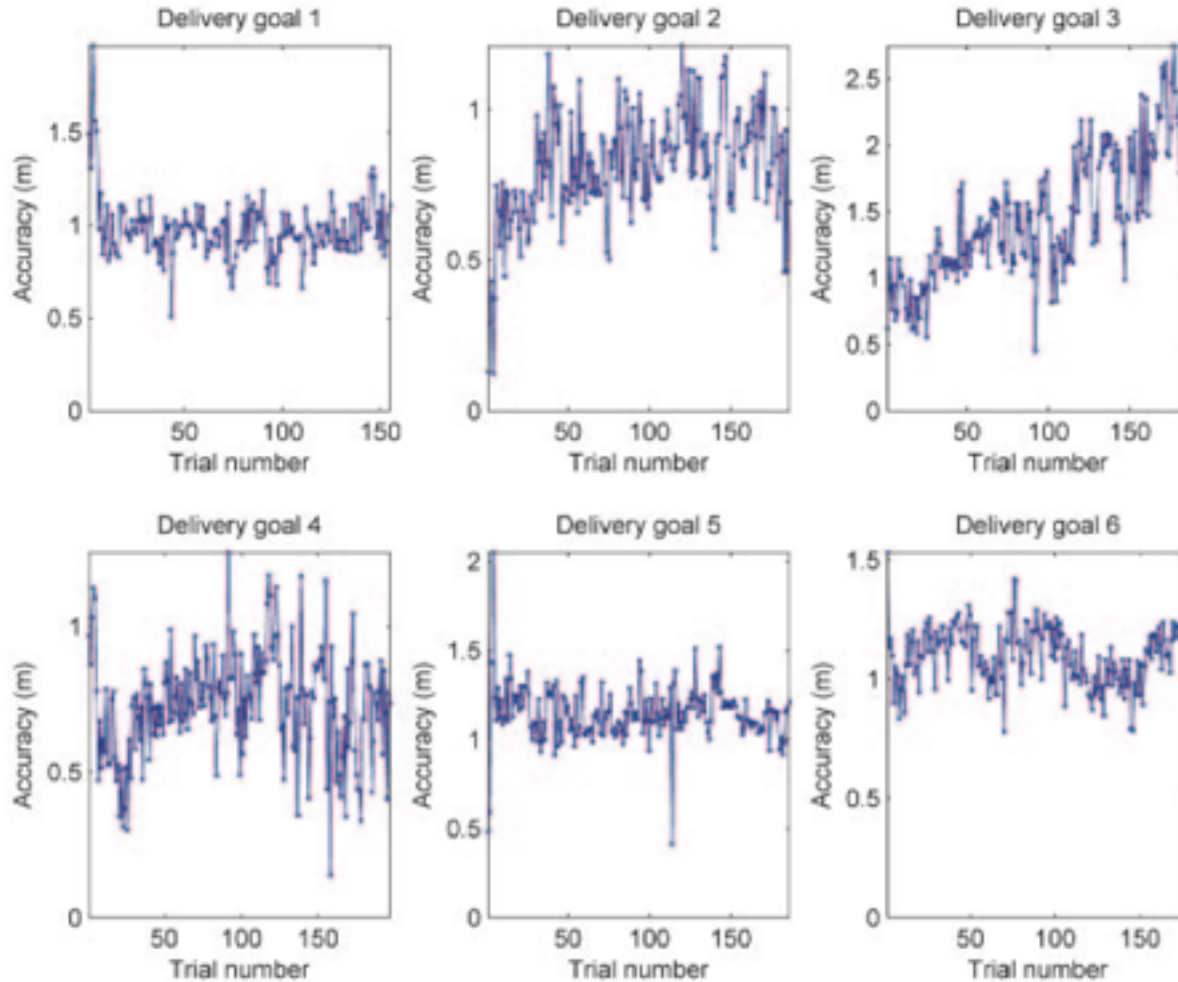 Delivery goal 1
Accuracy (m)
1.5
1
0.5
0
50 100 150
Trial number
Delivery goal 2
Accuracy (m)
1
0.5
0
50 100 150
Trial number
Delivery goal 3
Accuracy (m)
2.5
2
1.5
1
0.5
0
50 100 150
Trial number
Delivery goal 4
Accuracy (m)
1
0.5
0
50 100 150
Trial number
Delivery goal 5
Accuracy (m)
2
1.5
1
0.5
0
50 100 150
Trial number
Delivery goal 6
Accuracy (m)
1.5
1
0.5
0
50 100 150
Trial number